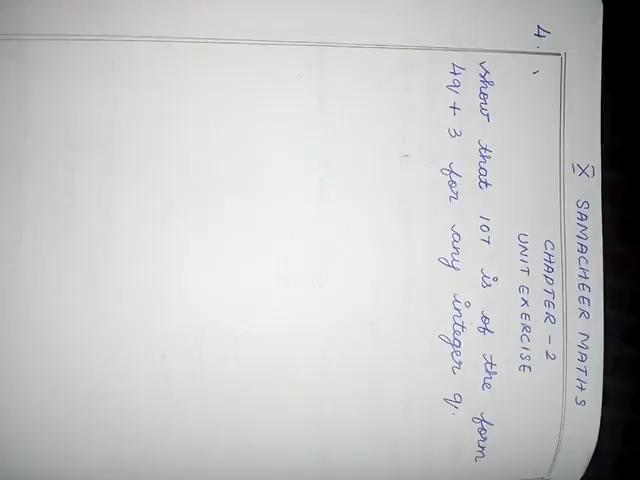 X SAMACHEER MATHS
CHAPTER - 2
UNIT EXERCISE
4.
show that 107 is of the form
4q + 3 for any integer q.